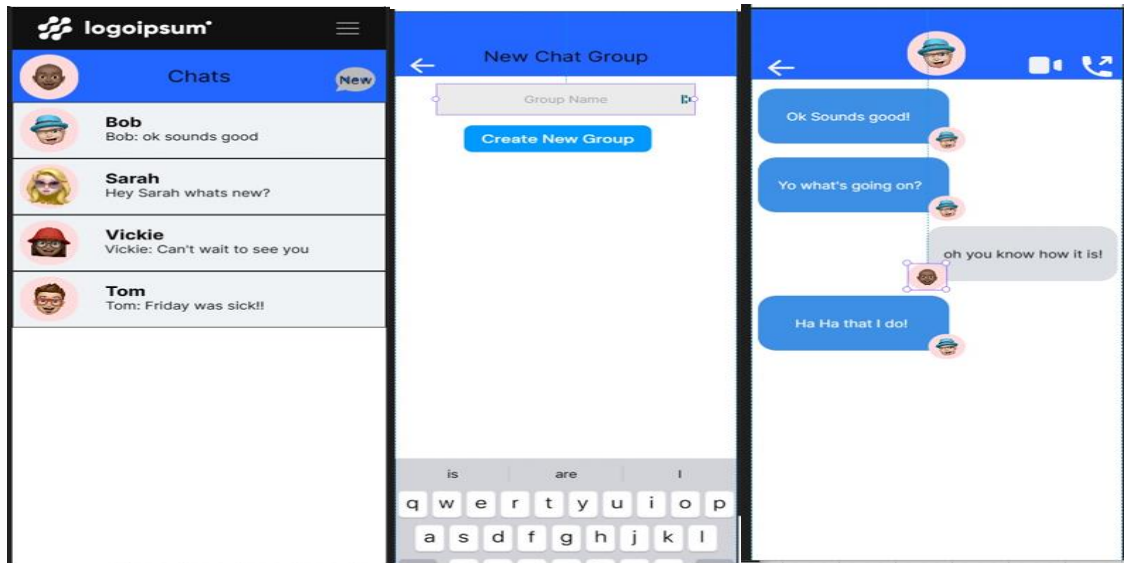 logoipsum
Chats
New
Bob
Bob: ok sounds good
Sarah
Hey Sarah whats new?
Vickie
Vickie: Can't wait to see you
Tom
Tom: Friday was sick!!
New Chat Group
Group Name
Create New Group
is are I
q w e r t y u i o p
a s d f g h j k l
Ok Sounds good!
Yo what's going on?
oh you know how it is!
Ha Ha that I do!